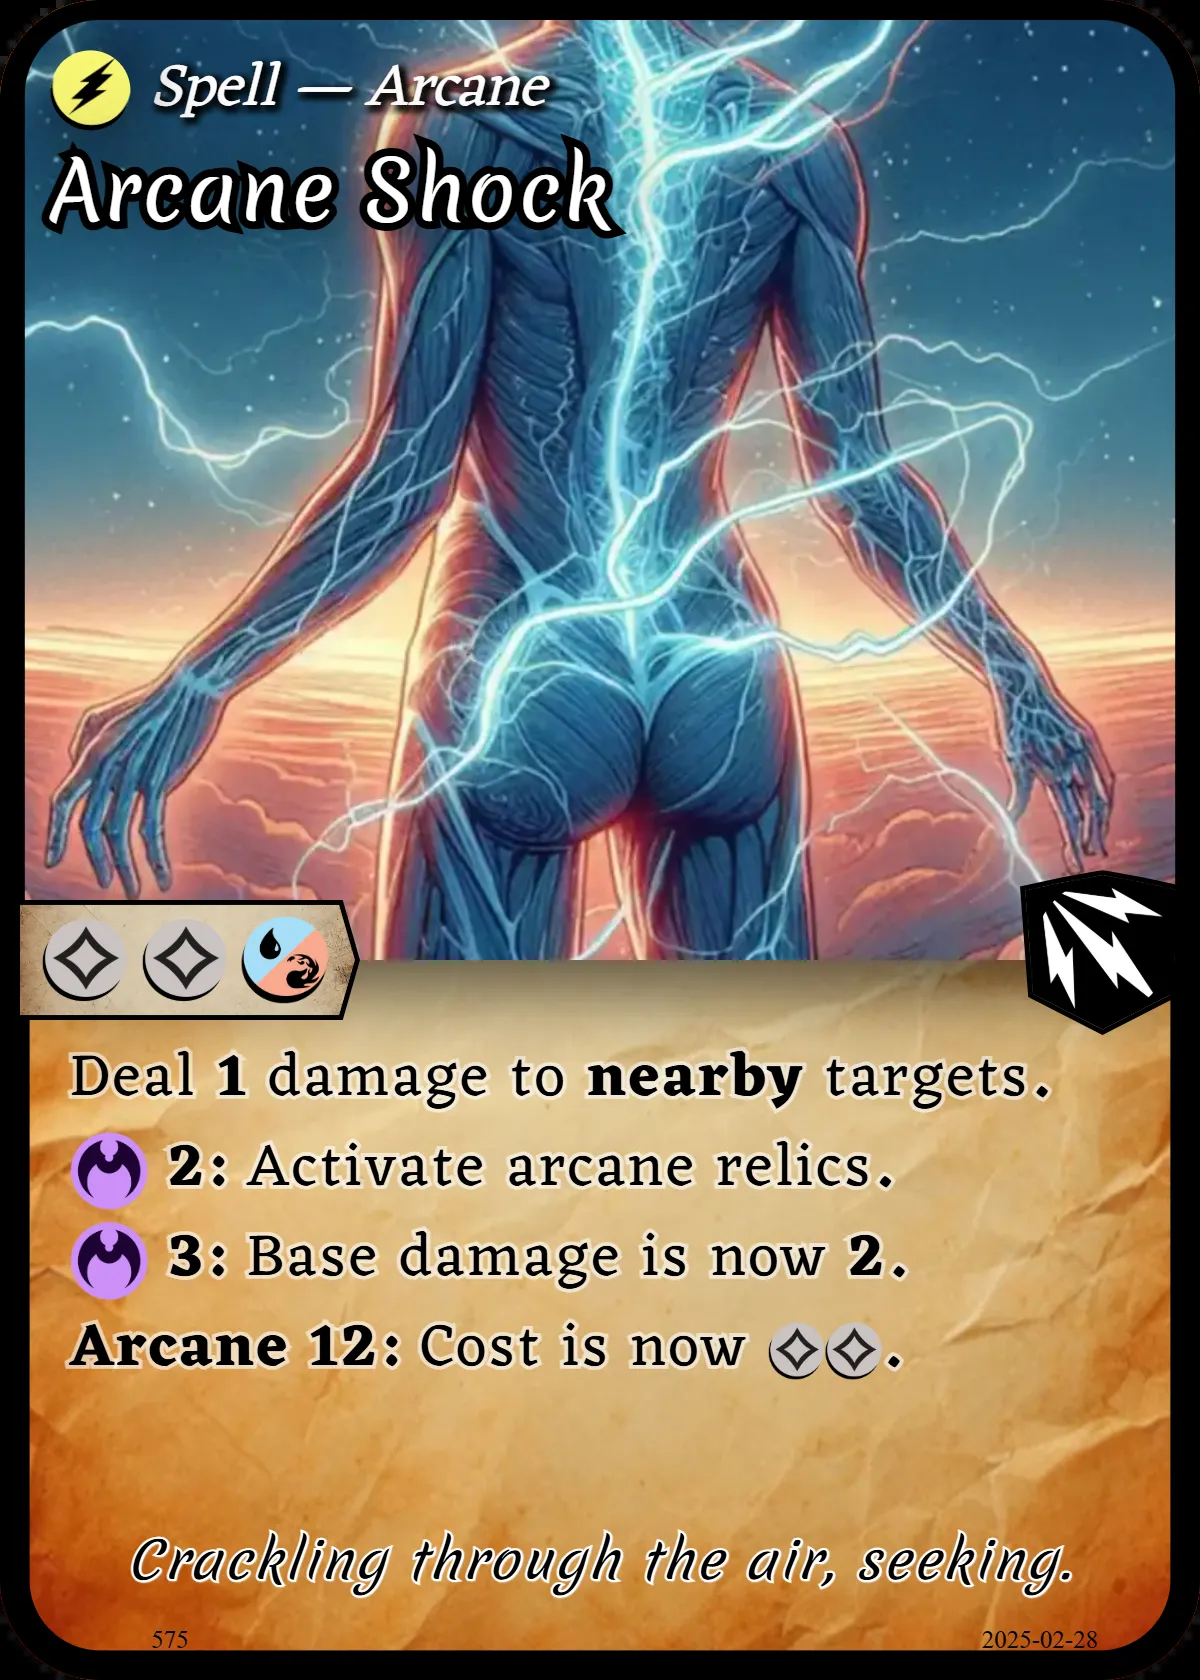 Spell — Arcane
Arcane Shock
Deal 1 damage to nearby targets.
2: Activate arcane relics.
3: Base damage is now 2.
Arcane 12: Cost is now .
Crackling through the air, seeking.
575
2025-02-28